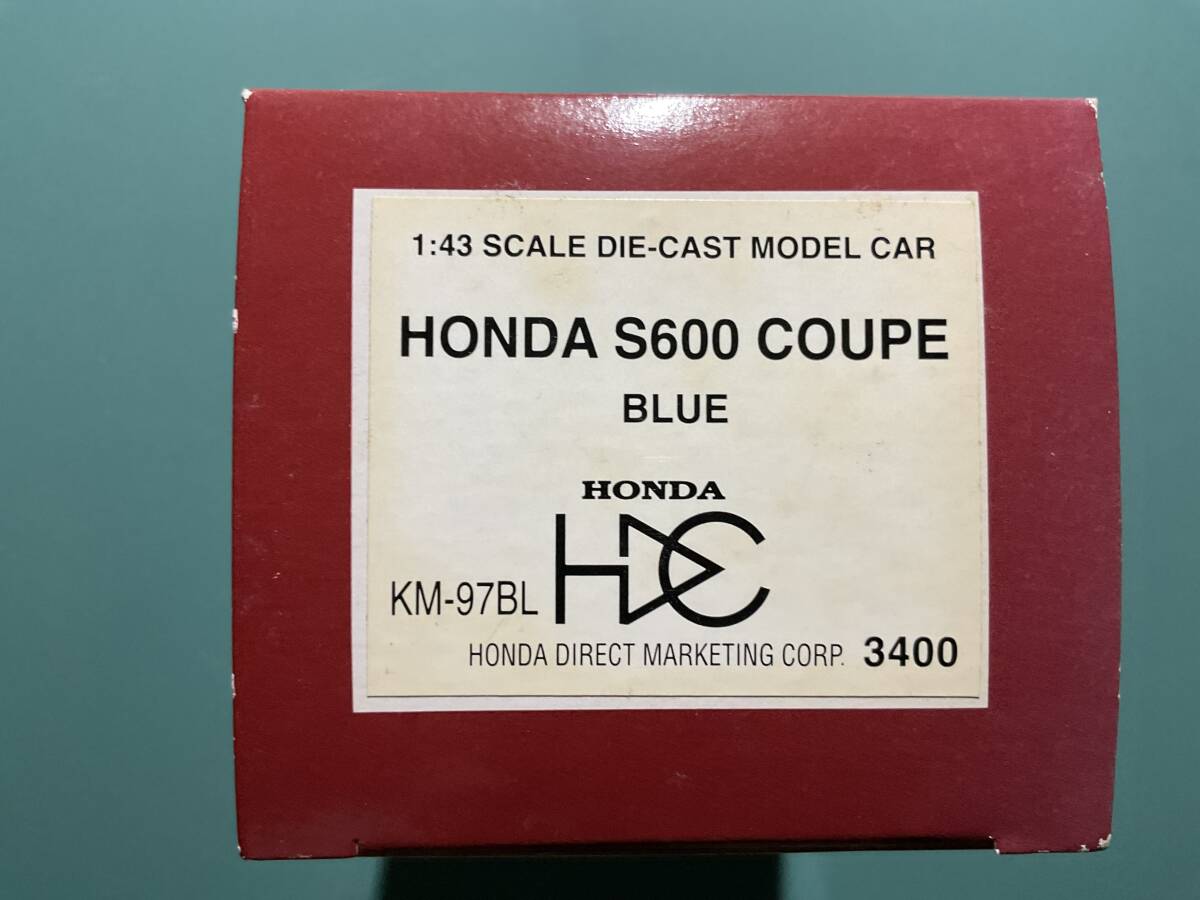 1:43 SCALE DIE-CAST MODEL CAR
HONDA S600 COUPE
BLUE
HONDA
HDC
KM-97BL
HONDA DIRECT MARKETING CORP. 3400